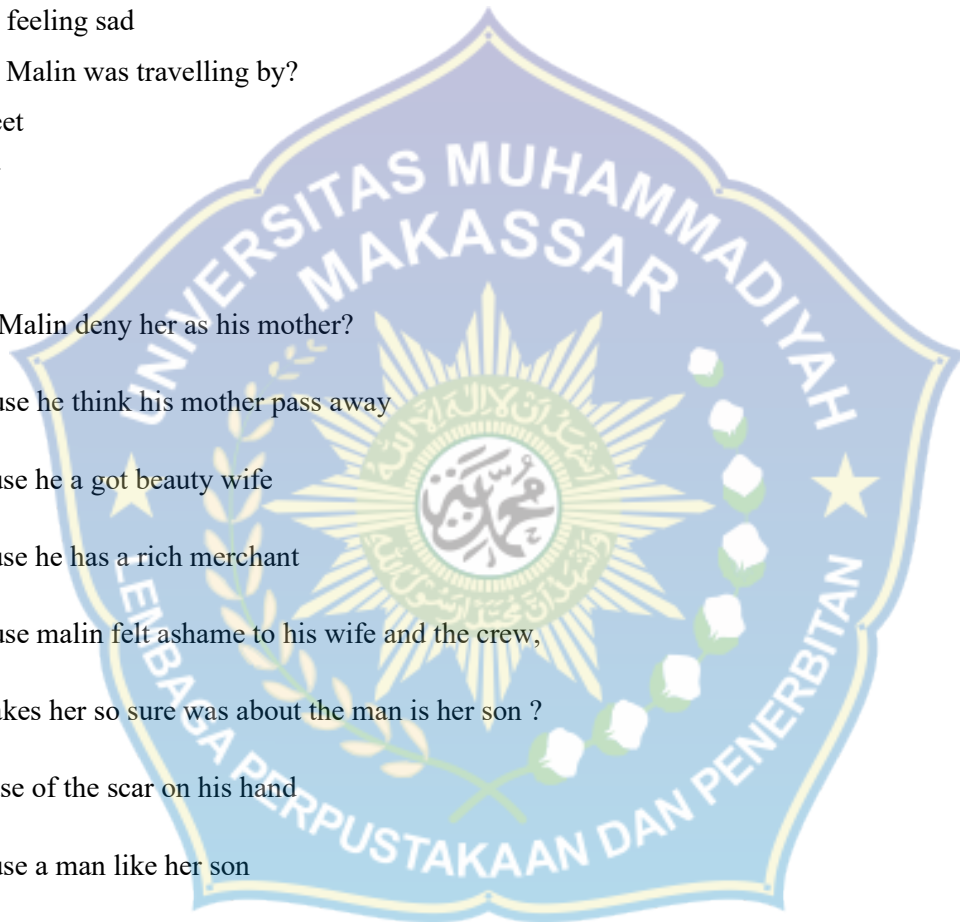 feeling sad
Malin was travelling by?
eet
Malin deny her as his mother?
use he think his mother pass away
use he a got beauty wife
use he has a rich merchant
use malin felt ashame to his wife and the crew,
akes her so sure was about the man is her son ?
se of the scar on his hand
use a man like her son
UNIVERSITAS MUHAMMADIYAH
MAKASSAR
LEMBAGA PERPUSTAKAAN DAN PENERBITAN